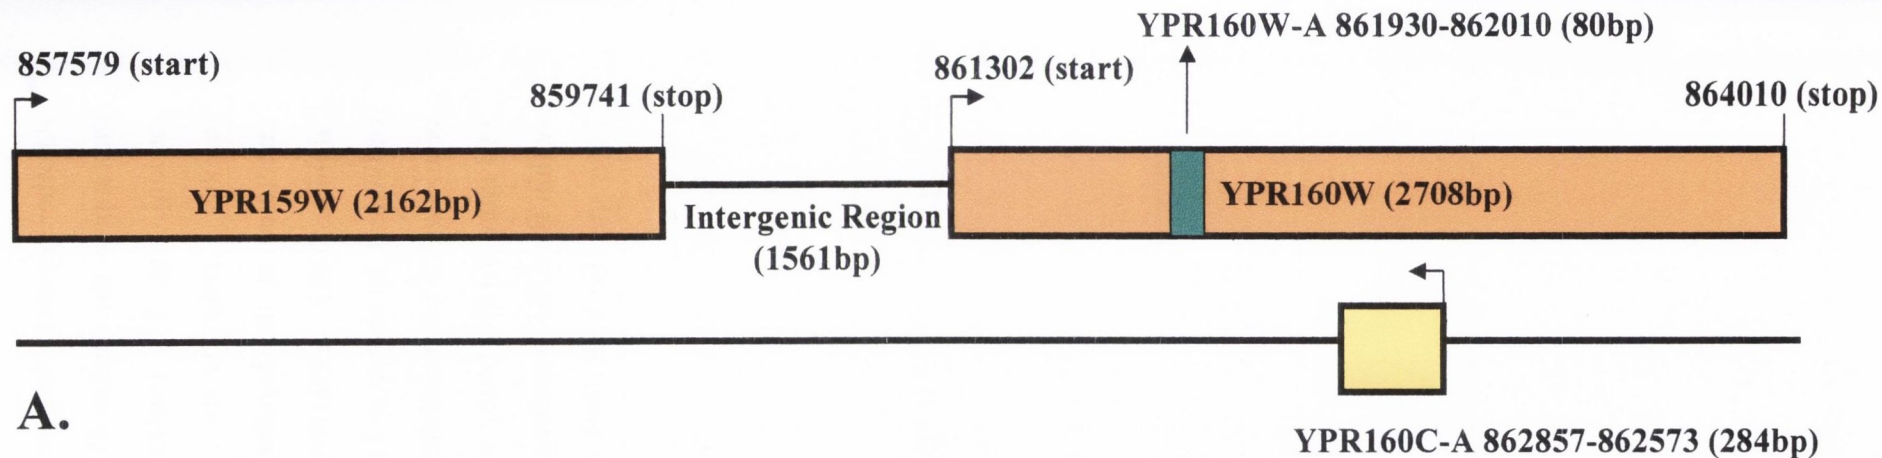 YPR160W-A 861930-862010 (80bp)
857579 (start)
861302 (start)
859741 (stop)
864010 (stop)
YPR159W (2162bp)
YPR160W (2708bp)
Intergenic Region
(1561bp)
A.
YPR160C-A 862857-862573 (284bp)